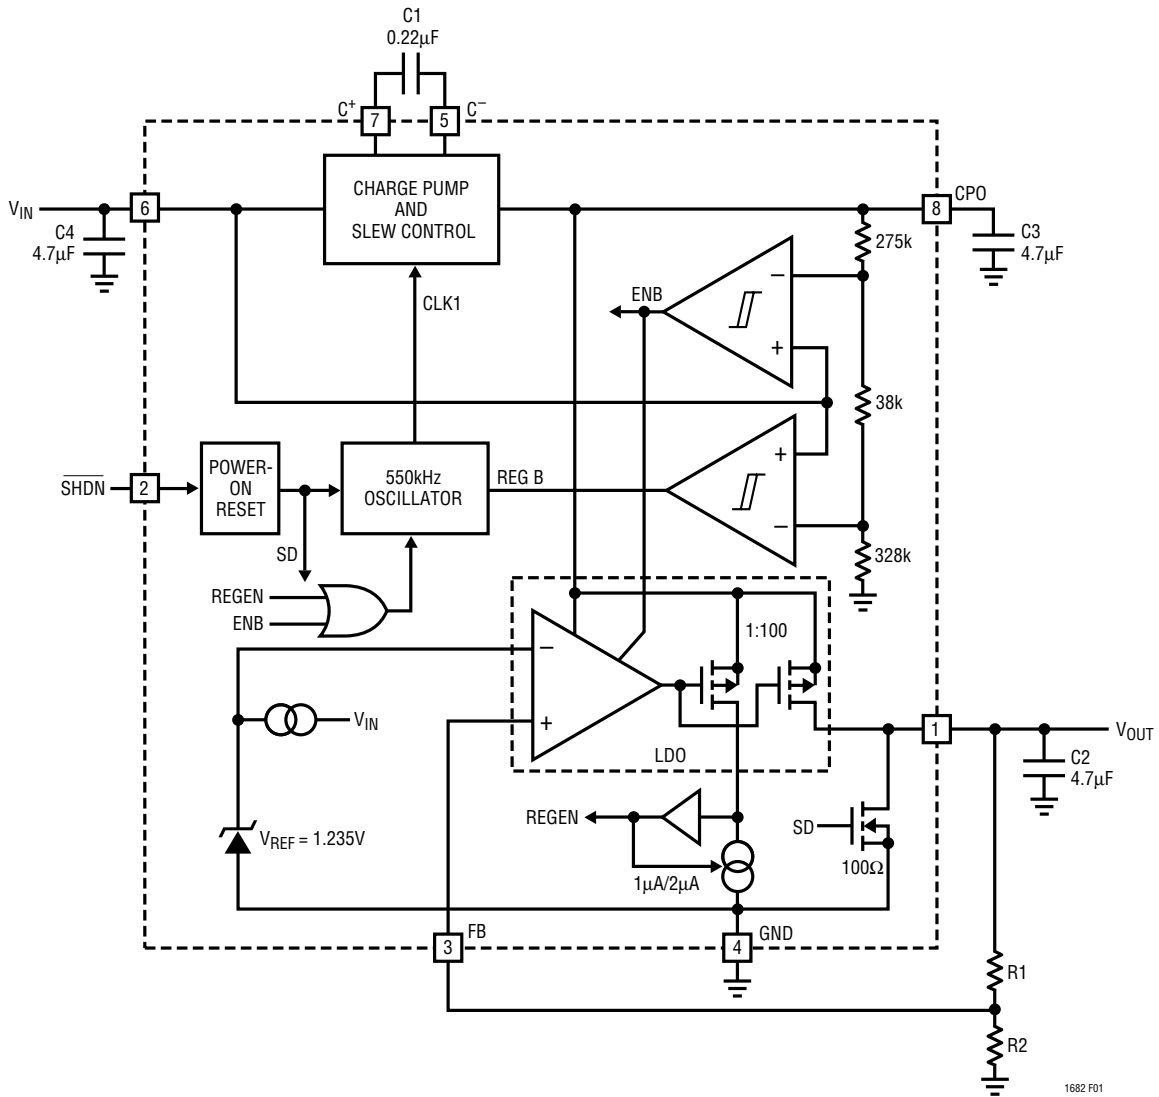 C1
0.22µF
C+
C−
7
5
VIN
6
CHARGE PUMP
AND
SLEW CONTROL
8
CPO
C4
4.7µF
C3
4.7µF
275k
−
ENB
CLK1
+
38k
SHDN
2
POWER-
ON
RESET
550kHz
OSCILLATOR
REG B
+
−
SD
328k
REGEN
ENB
1:100
−
VIN
+
LDO
1
VOUT
C2
4.7µF
REGEN
SD
VREF = 1.235V
100Ω
1µA/2µA
FB
3
4
GND
R1
R2
1682 F01